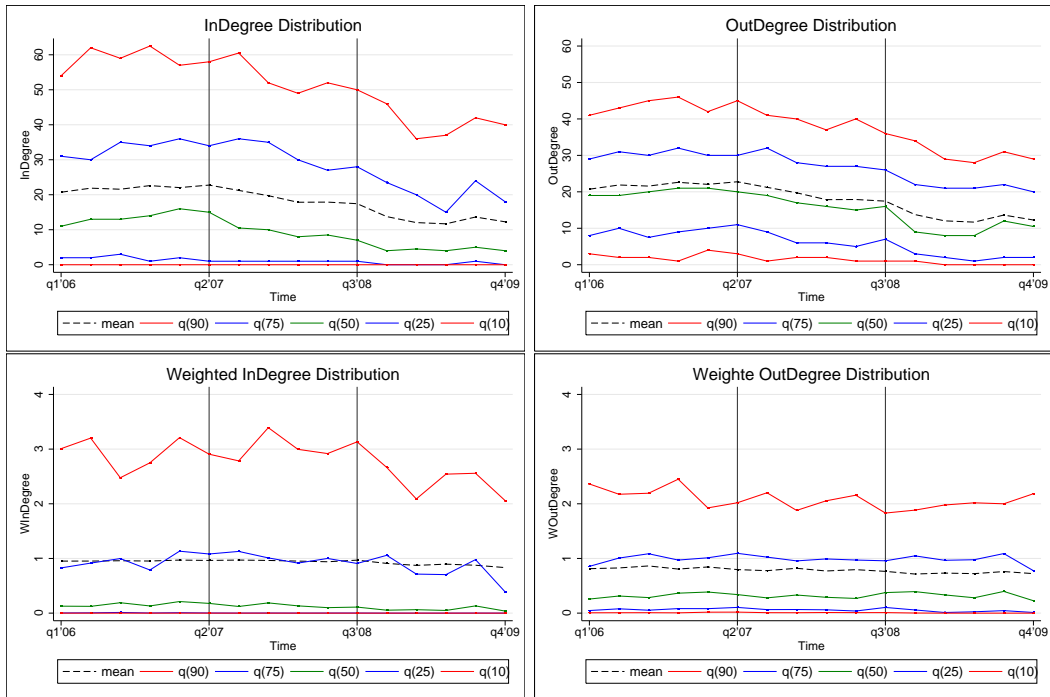 InDegree Distribution
InDegree
60
50
40
30
20
10
0
q1'06
q2'07
q3'08
q4'09
Time
mean
q(90)
q(75)
q(50)
q(25)
q(10)
OutDegree Distribution
OutDegree
60
50
40
30
20
10
0
q1'06
q2'07
q3'08
q4'09
Time
mean
q(90)
q(75)
q(50)
q(25)
q(10)
Weighted InDegree Distribution
WInDegree
4
3
2
1
0
q1'06
q2'07
q3'08
q4'09
Time
mean
q(90)
q(75)
q(50)
q(25)
q(10)
Weighte OutDegree Distribution
WOutDegree
4
3
2
1
0
q1'06
q2'07
q3'08
q4'09
Time
mean
q(90)
q(75)
q(50)
q(25)
q(10)